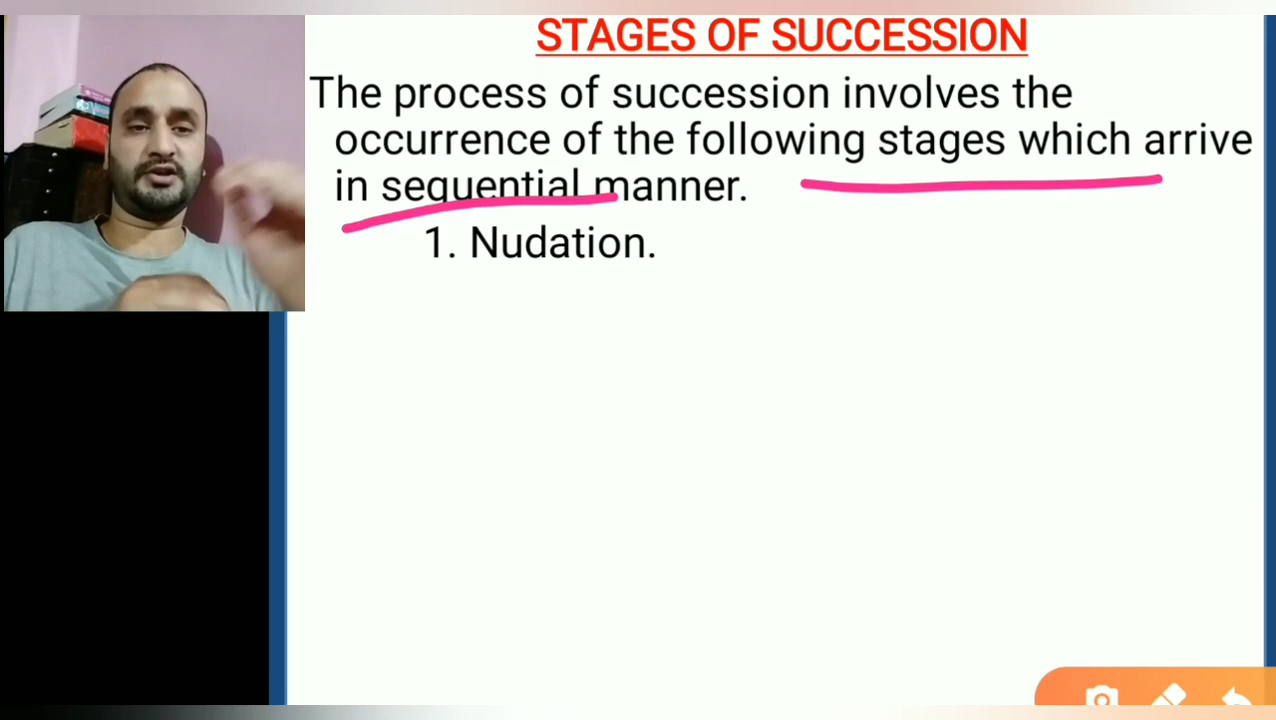 STAGES OF SUCCESSION
The process of succession involves the
occurrence of the following stages which arrive
in sequential manner.
1. Nudation.